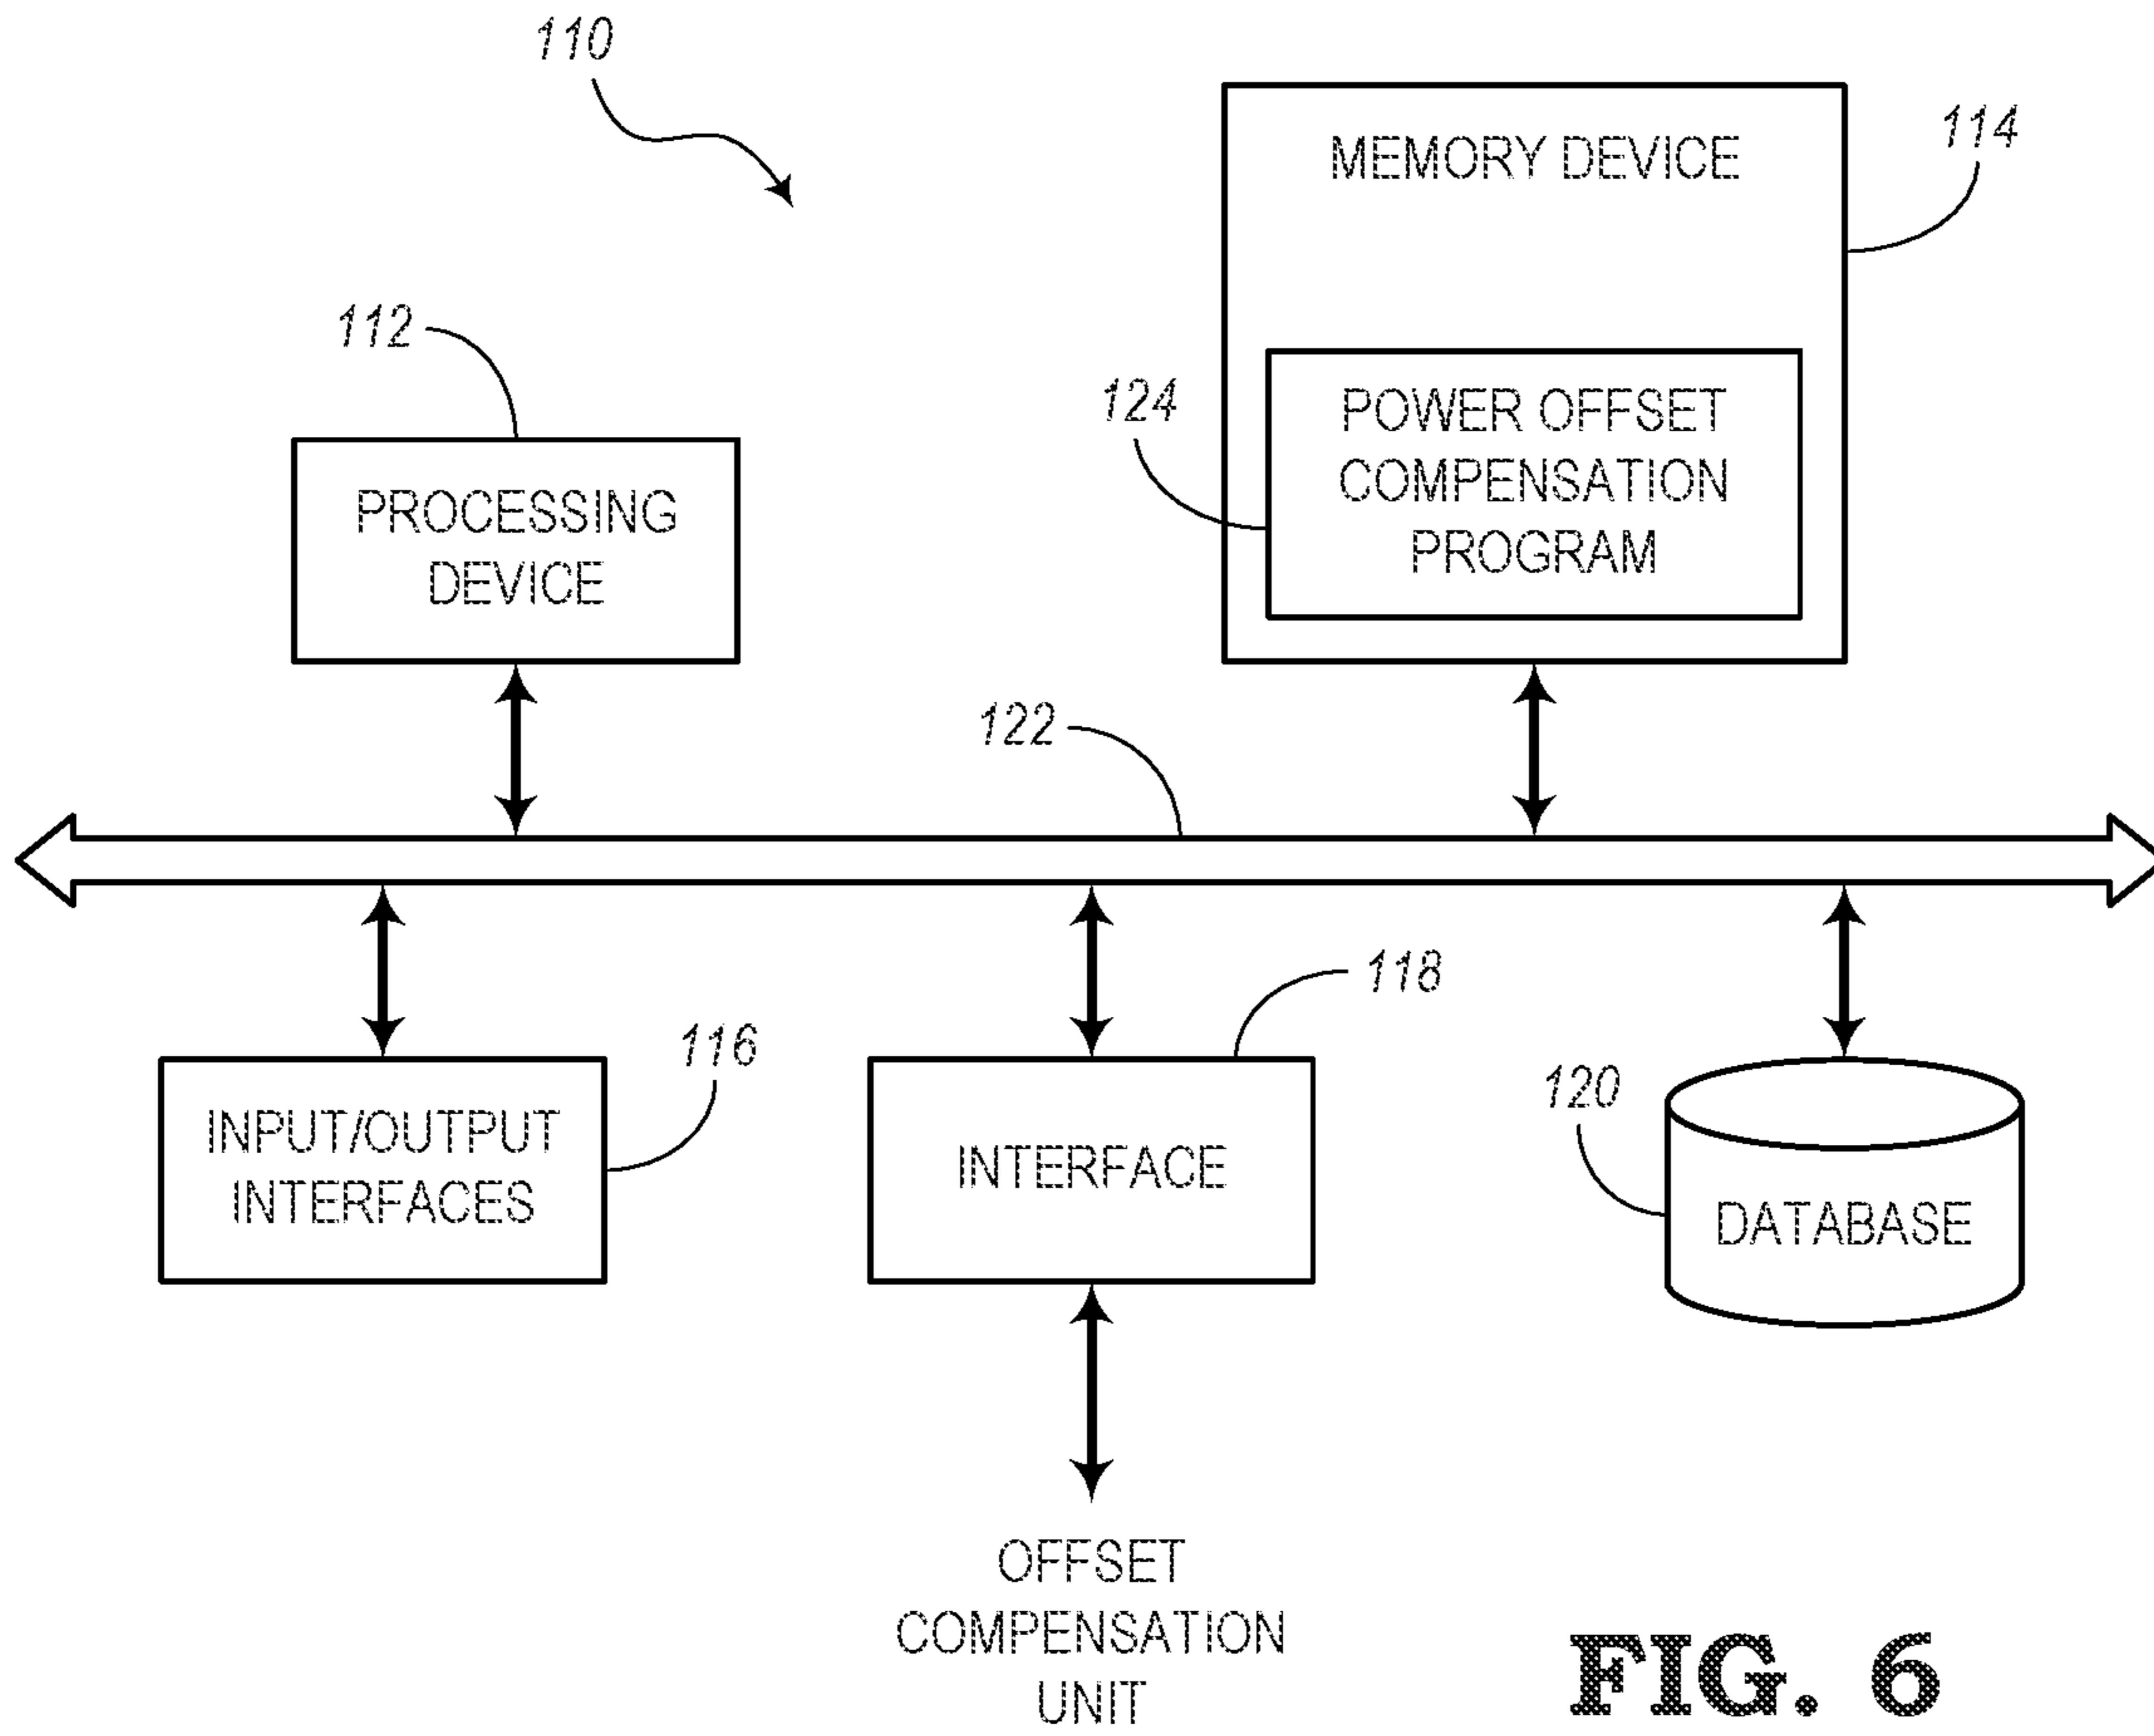 110
MEMORY DEVICE
114
112
124
POWER OFFSET
COMPENSATION
PROGRAM
PROCESSING
DEVICE
122
118
116
120
INPUT/OUTPUT
INTERFACES
INTERFACE
DATABASE
OFFSET
COMPENSATION
UNIT
FIG. 6